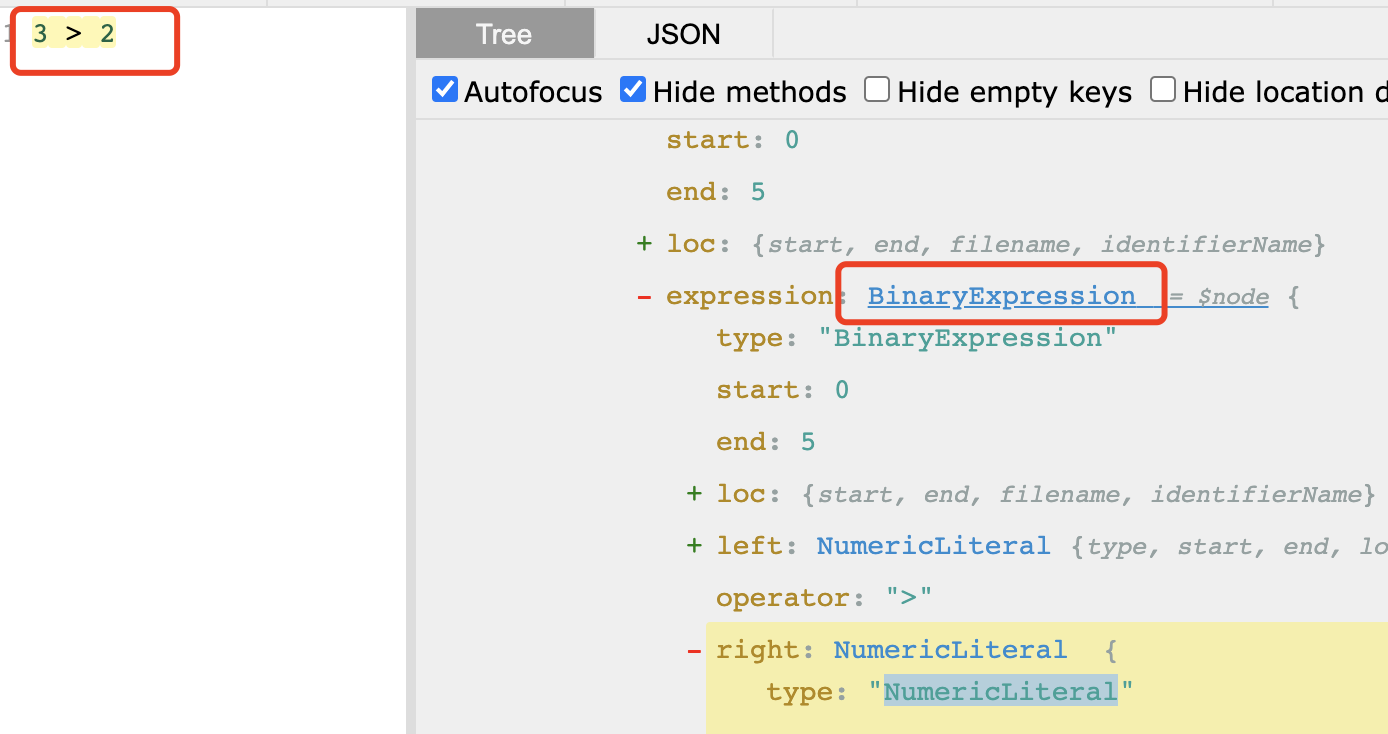 1 3 > 2
Tree JSON
Autofocus Hide methods Hide empty keys Hide location d
start: 0
end: 5
+ loc: {start, end, filename, identifierName}
- expression: BinaryExpression = $node {
type: "BinaryExpression"
start: 0
end: 5
+ loc: {start, end, filename, identifierName}
+ left: NumericLiteral {type, start, end, lo
operator: ">"
- right: NumericLiteral {
type: "NumericLiteral"